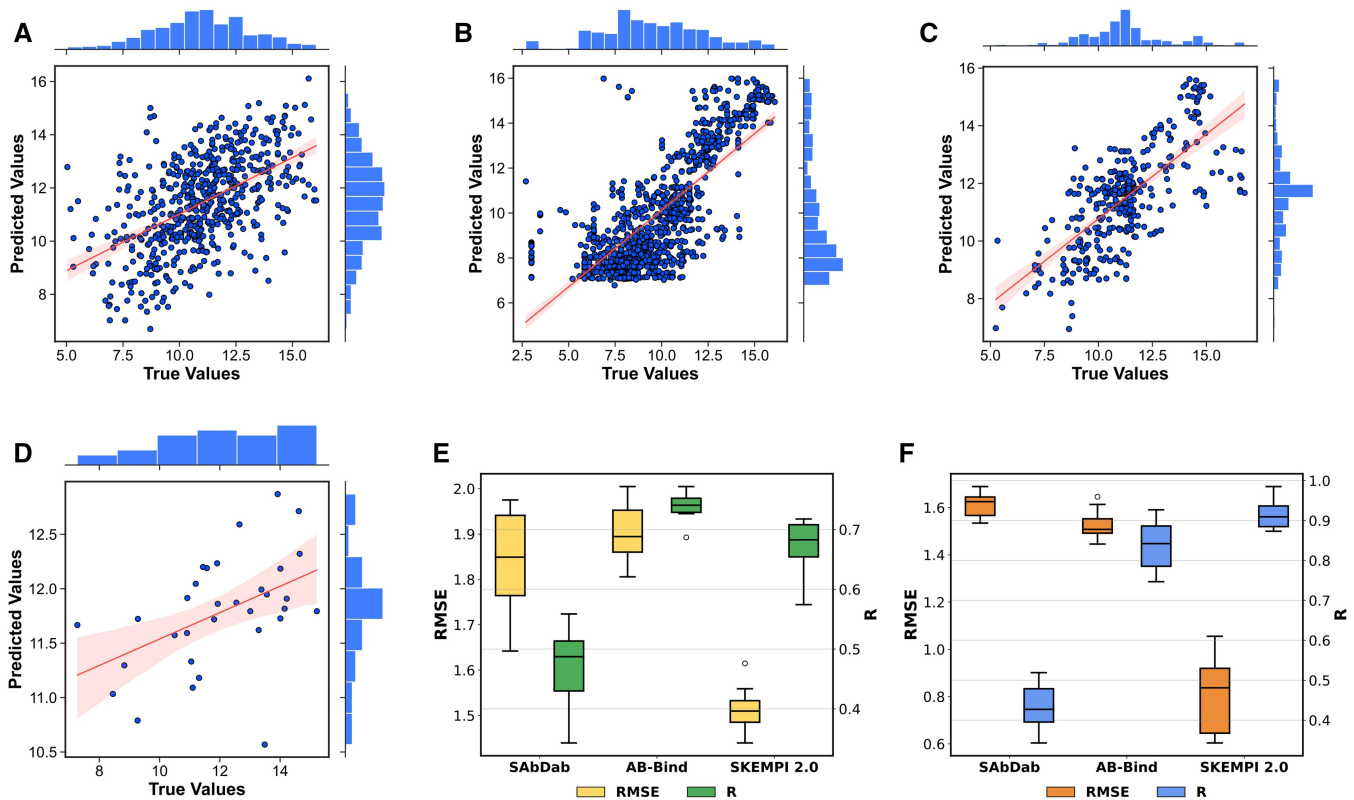 A
16
14
12
10
8
Predicted Values
5.0 7.5 10.0 12.5 15.0
True Values
B
16
14
12
10
8
6
Predicted Values
2.5 5.0 7.5 10.0 12.5 15.0
True Values
C
16
14
12
10
8
Predicted Values
5.0 7.5 10.0 12.5 15.0
True Values
D
12.5
12.0
11.5
11.0
10.5
Predicted Values
8 10 12 14
True Values
E
2.0
1.9
1.8
1.7
1.6
1.5
RMSE
0.7
0.6
0.5
0.4
R
SAbDab AB-Bind SKEMPI 2.0
RMSE R
F
1.6
1.4
1.2
1.0
0.8
0.6
RMSE
1.0
0.9
0.8
0.7
0.6
0.5
0.4
R
SAbDab AB-Bind SKEMPI 2.0
RMSE R